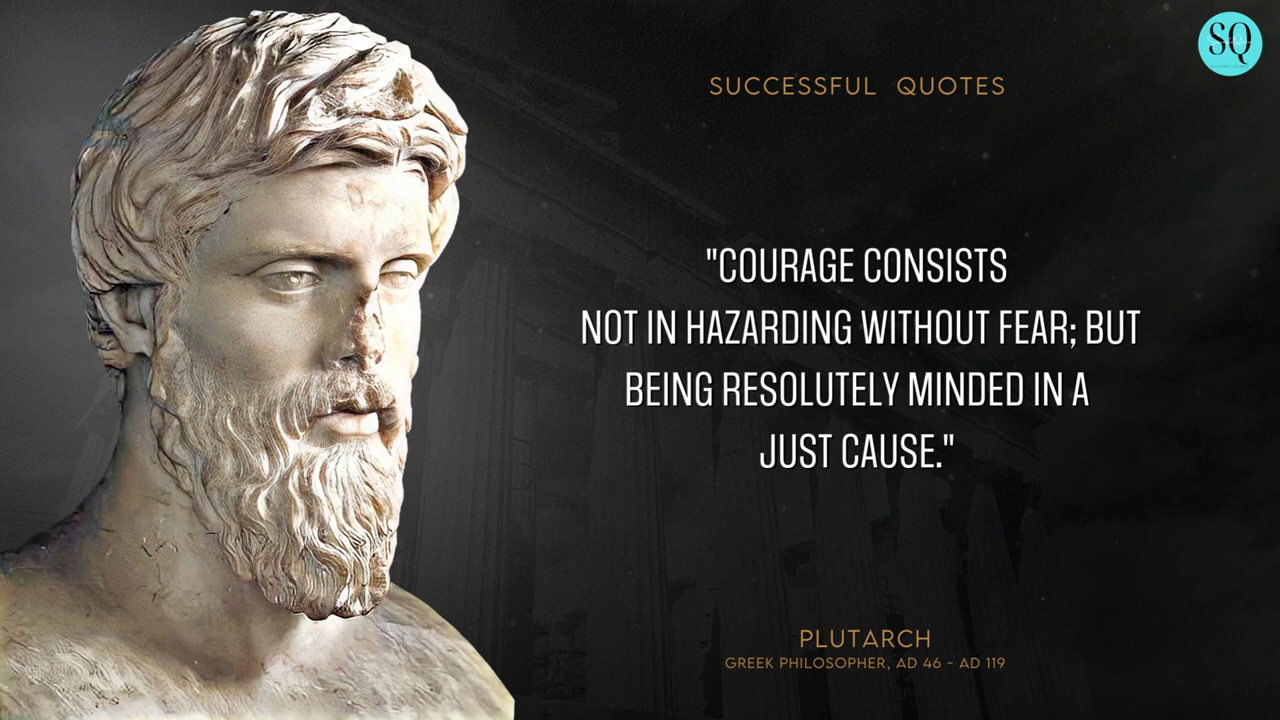 SQ
SUCCESSFUL QUOTES
"COURAGE CONSISTS
NOT IN HAZARDING WITHOUT FEAR; BUT
BEING RESOLUTELY MINDED IN A
JUST CAUSE."
PLUTARCH
GREEK PHILOSOPHER, AD 46 - AD 119